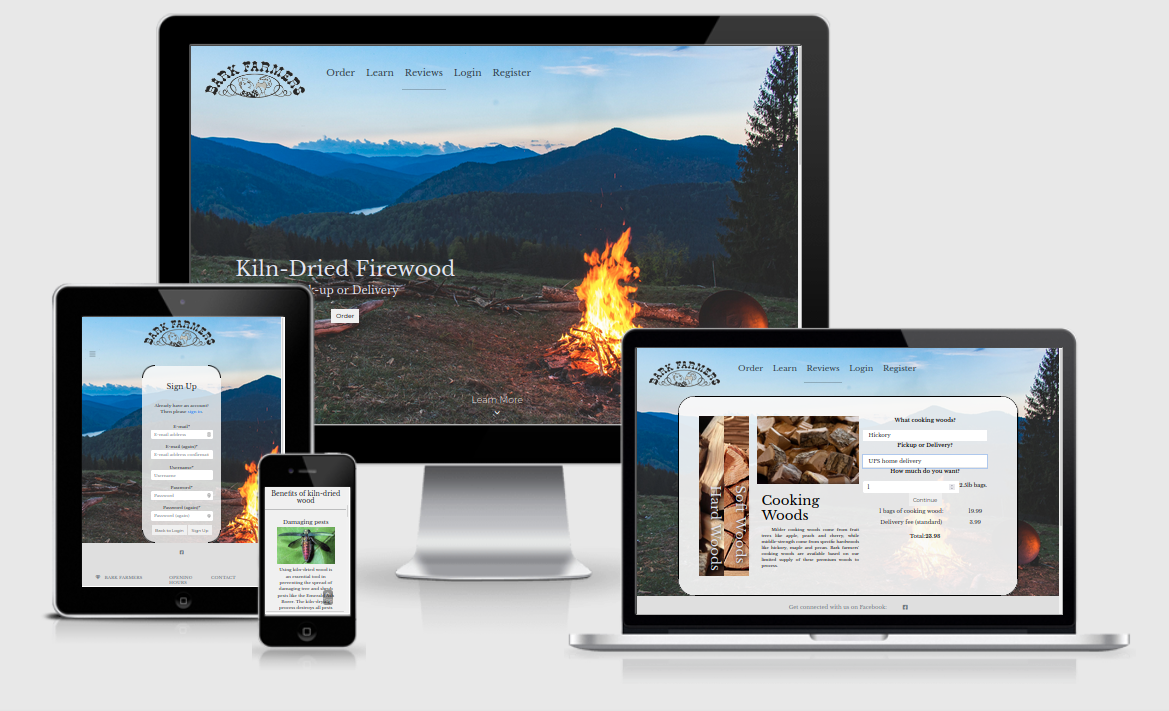 BARK FARMERS
Order Learn Reviews Login Register
Kiln-Dried Firewood
k-up or Delivery
Order
Learn More
BARK FARMERS
Sign Up
Already have an account?
Then please sign in
E-mail*
E-mail address
E-mail (again)*
E-mail address confirmation
Username*
Username
Password*
Password
Password (again)*
Password (again)
Back to Login Sign Up
BARK FARMERS OPENING HOURS CONTACT
Benefits of kiln-dried
wood
Damaging pests
Using kiln-dried wood is
an essential tool in
preventing the spread of
damaging tree and shrub
pests like the Emerald Ash
Borer. The kiln-drying
process destroys all pests
BARK FARMERS
Order Learn Reviews Login Register
Soft Woods
Hard Woods
Cooking
Woods
Milder cooking woods come from fruit
trees like apple, peach and cherry, while
middle-strength come from specific hardwoods
like hickory, maple and pecan. Bark farmers'
cooking woods are available based on our
limited supply of these premium woods to
process.
What cooking woods?
Hickory
Pickup or Delivery?
UPS home delivery
How much do you want?
1 2.5lb bags.
Continue
1 bags of cooking wood: 19.99
Delivery fee (standard) 3.99
Total:23.98
Get connected with us on Facebook: